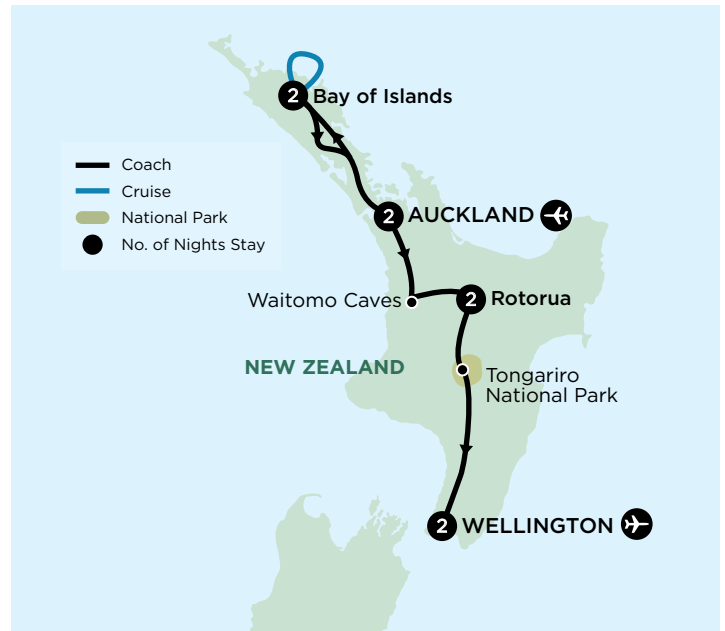 2 Bay of Islands
Coach
Cruise
National Park
No. of Nights Stay
2 AUCKLAND
Waitomo Caves
2 Rotorua
NEW ZEALAND
Tongariro
National Park
2 WELLINGTON